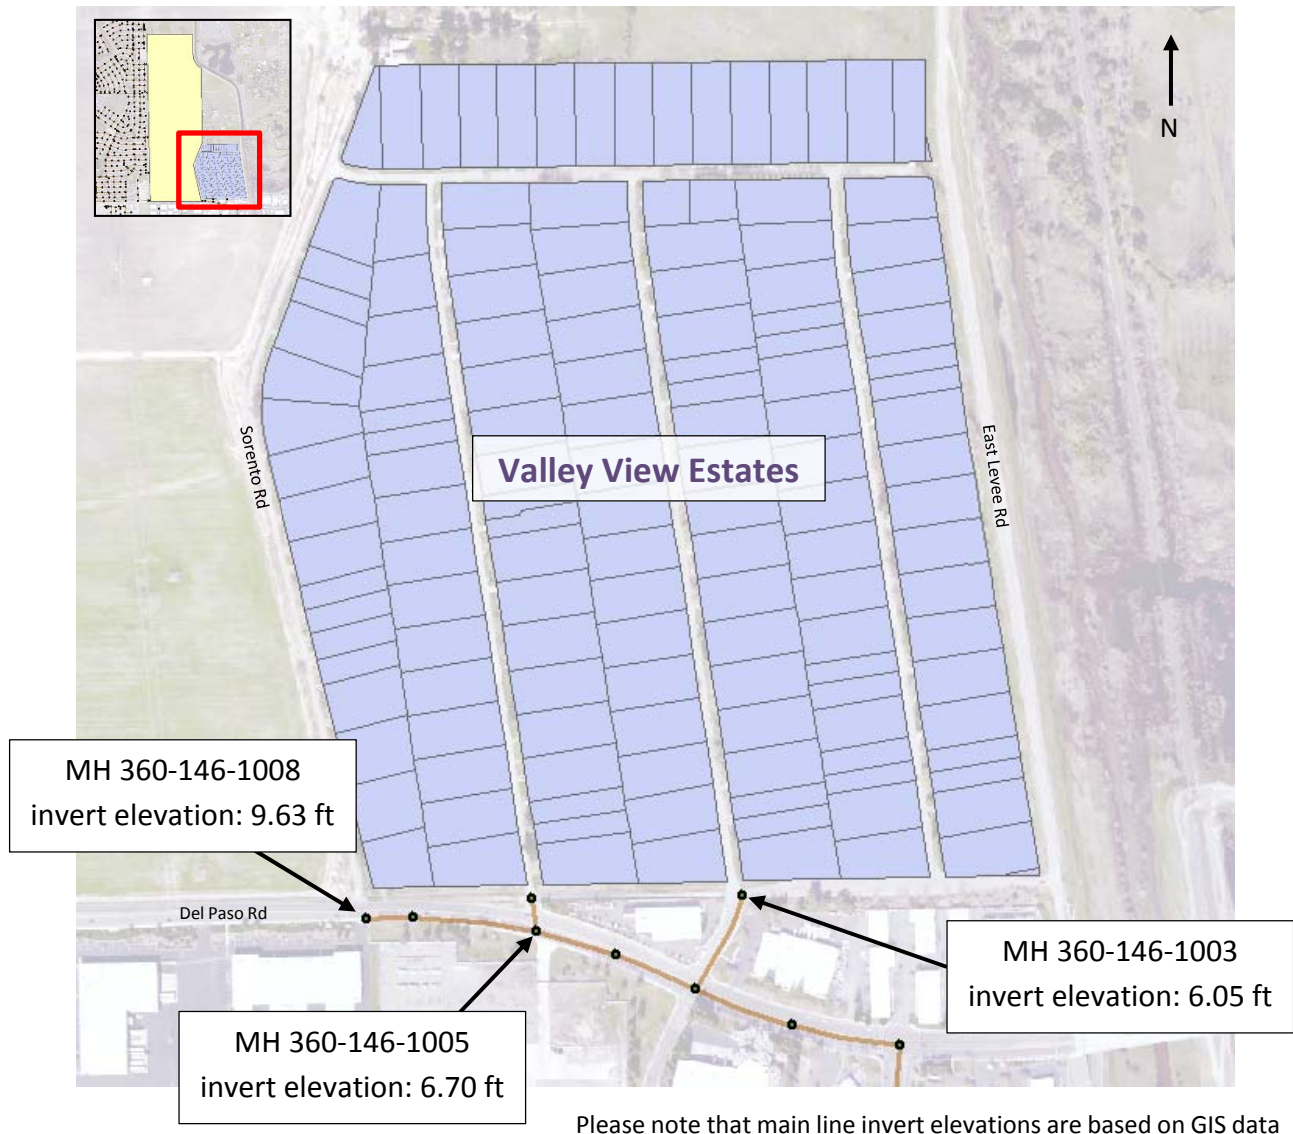 N
Valley View Estates
Sorento Rd
East Levee Rd
MH 360-146-1008
invert elevation: 9.63 ft
Del Paso Rd
MH 360-146-1003
invert elevation: 6.05 ft
MH 360-146-1005
invert elevation: 6.70 ft
Please note that main line invert elevations are based on GIS data